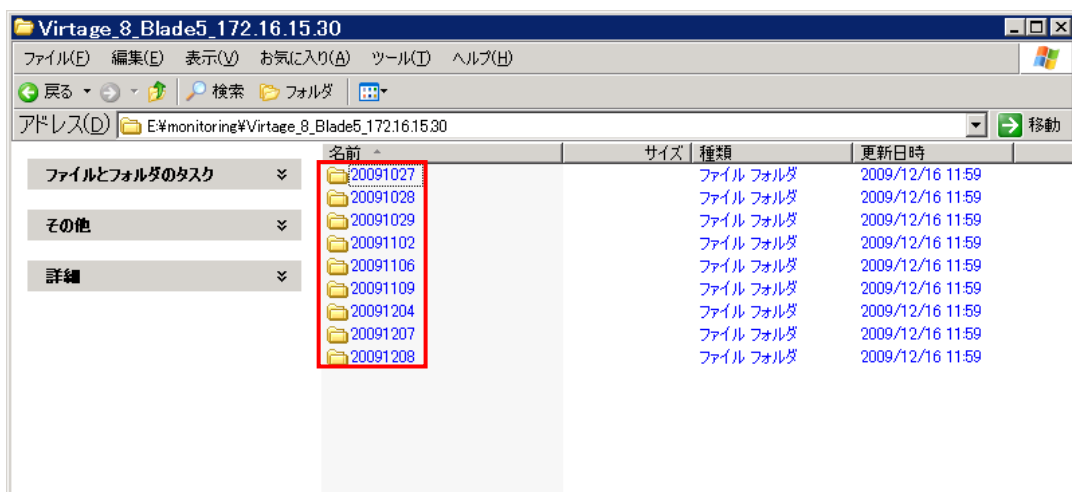 Virtage_8_Blade5_172.16.15.30
ファイル(F) 編集(E) 表示(V) お気に入り(A) ツール(T) ヘルプ(H)
戻る 検索 フォルダ
アドレス(D) E:¥monitoring¥Virtage_8_Blade5_172.16.15.30 移動
ファイルとフォルダのタスク
その他
詳細
名前 サイズ 種類 更新日時
20091027 ファイル フォルダ 2009/12/16 11:59
20091028 ファイル フォルダ 2009/12/16 11:59
20091029 ファイル フォルダ 2009/12/16 11:59
20091102 ファイル フォルダ 2009/12/16 11:59
20091106 ファイル フォルダ 2009/12/16 11:59
20091109 ファイル フォルダ 2009/12/16 11:59
20091204 ファイル フォルダ 2009/12/16 11:59
20091207 ファイル フォルダ 2009/12/16 11:59
20091208 ファイル フォルダ 2009/12/16 11:59